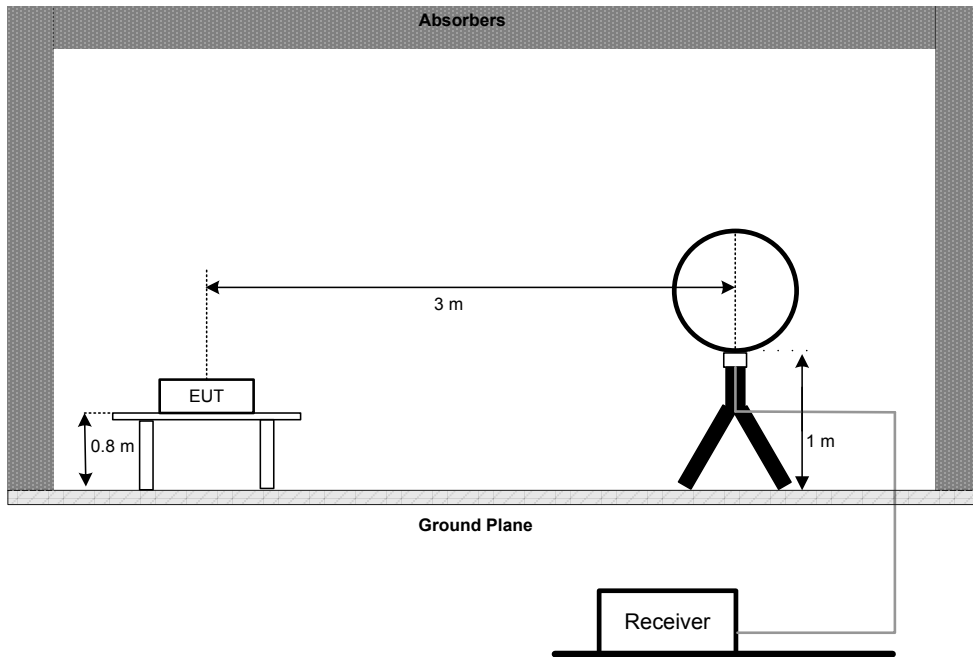 Absorbers
3 m
EUT
0.8 m
1 m
Ground Plane
Receiver